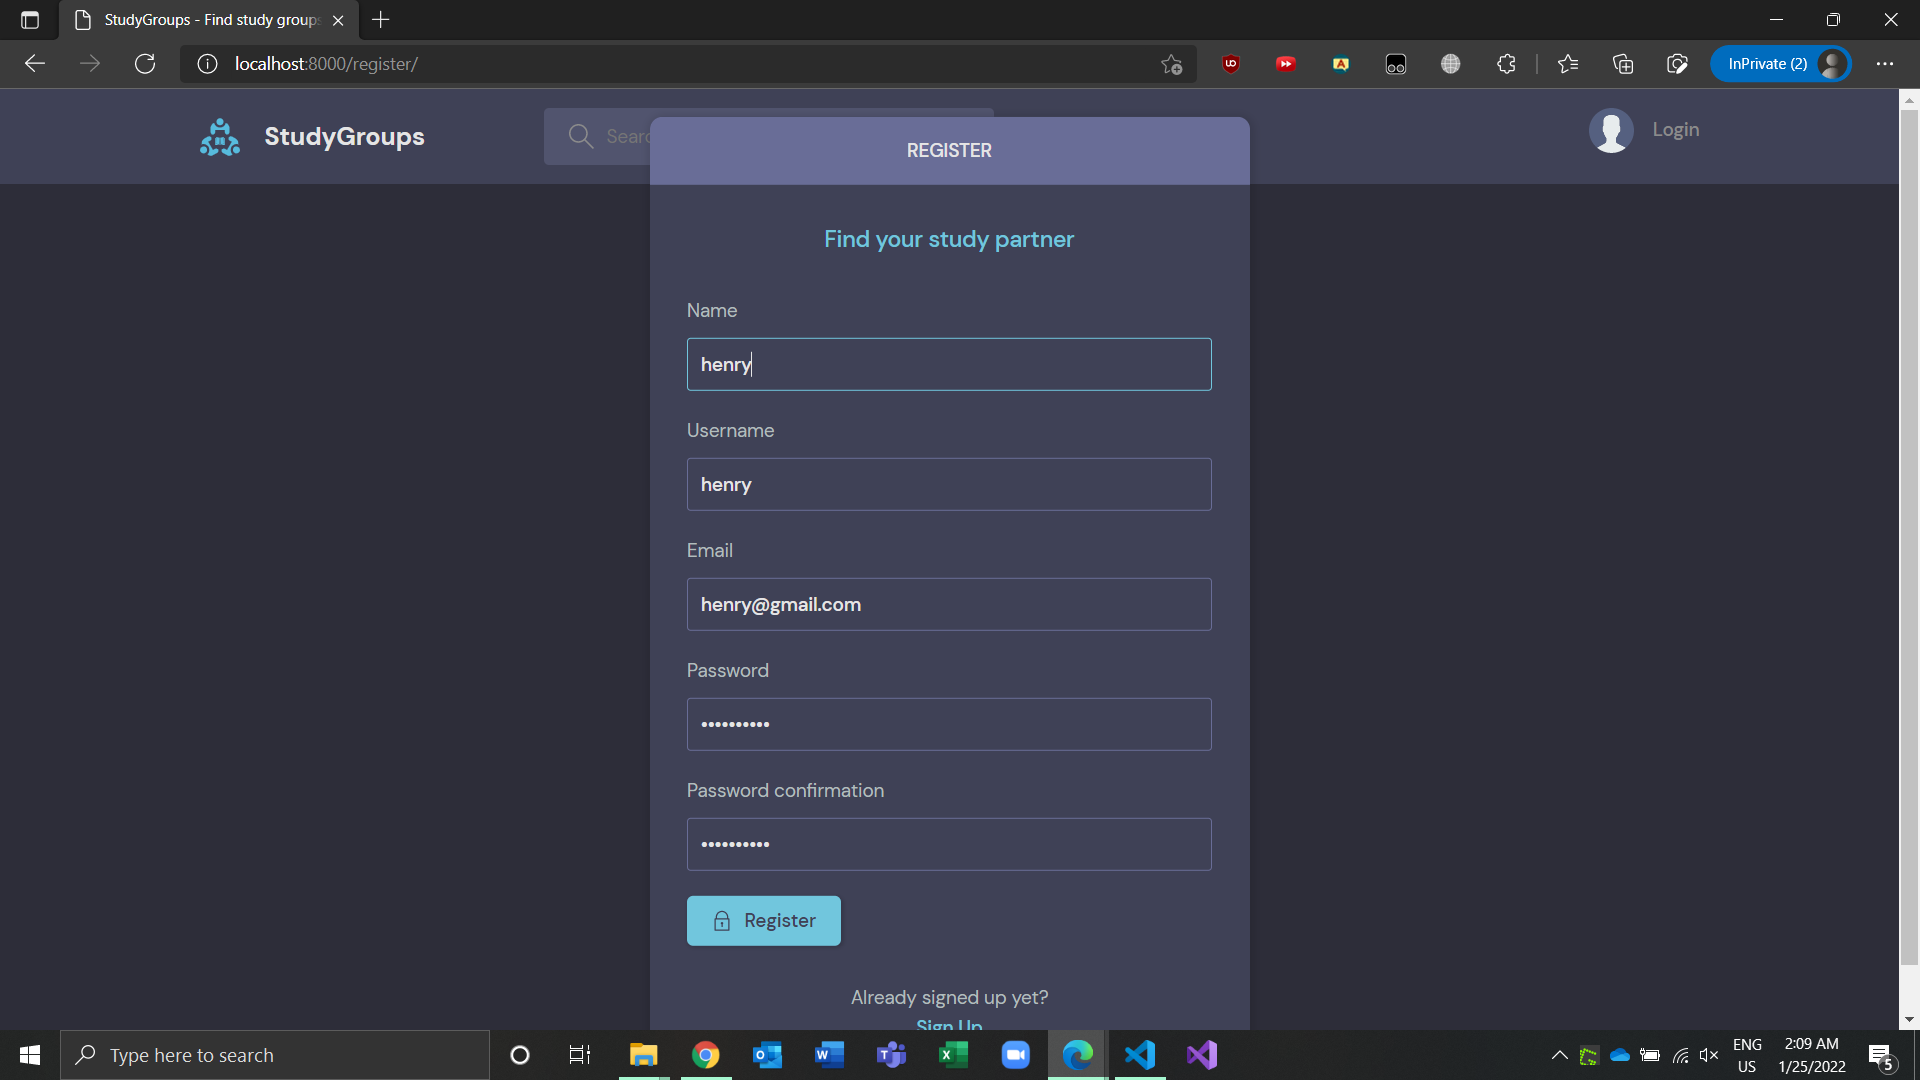 StudyGroups - Find study groups
localhost:8000/register/
InPrivate (2)
StudyGroups
Login
REGISTER
Find your study partner
Name
henry
Username
henry
Email
henry@gmail.com
Password
••••••••••
Password confirmation
••••••••••
Register
Already signed up yet?
Sign Up
Type here to search
ENG
US
2:09 AM
1/25/2022
5